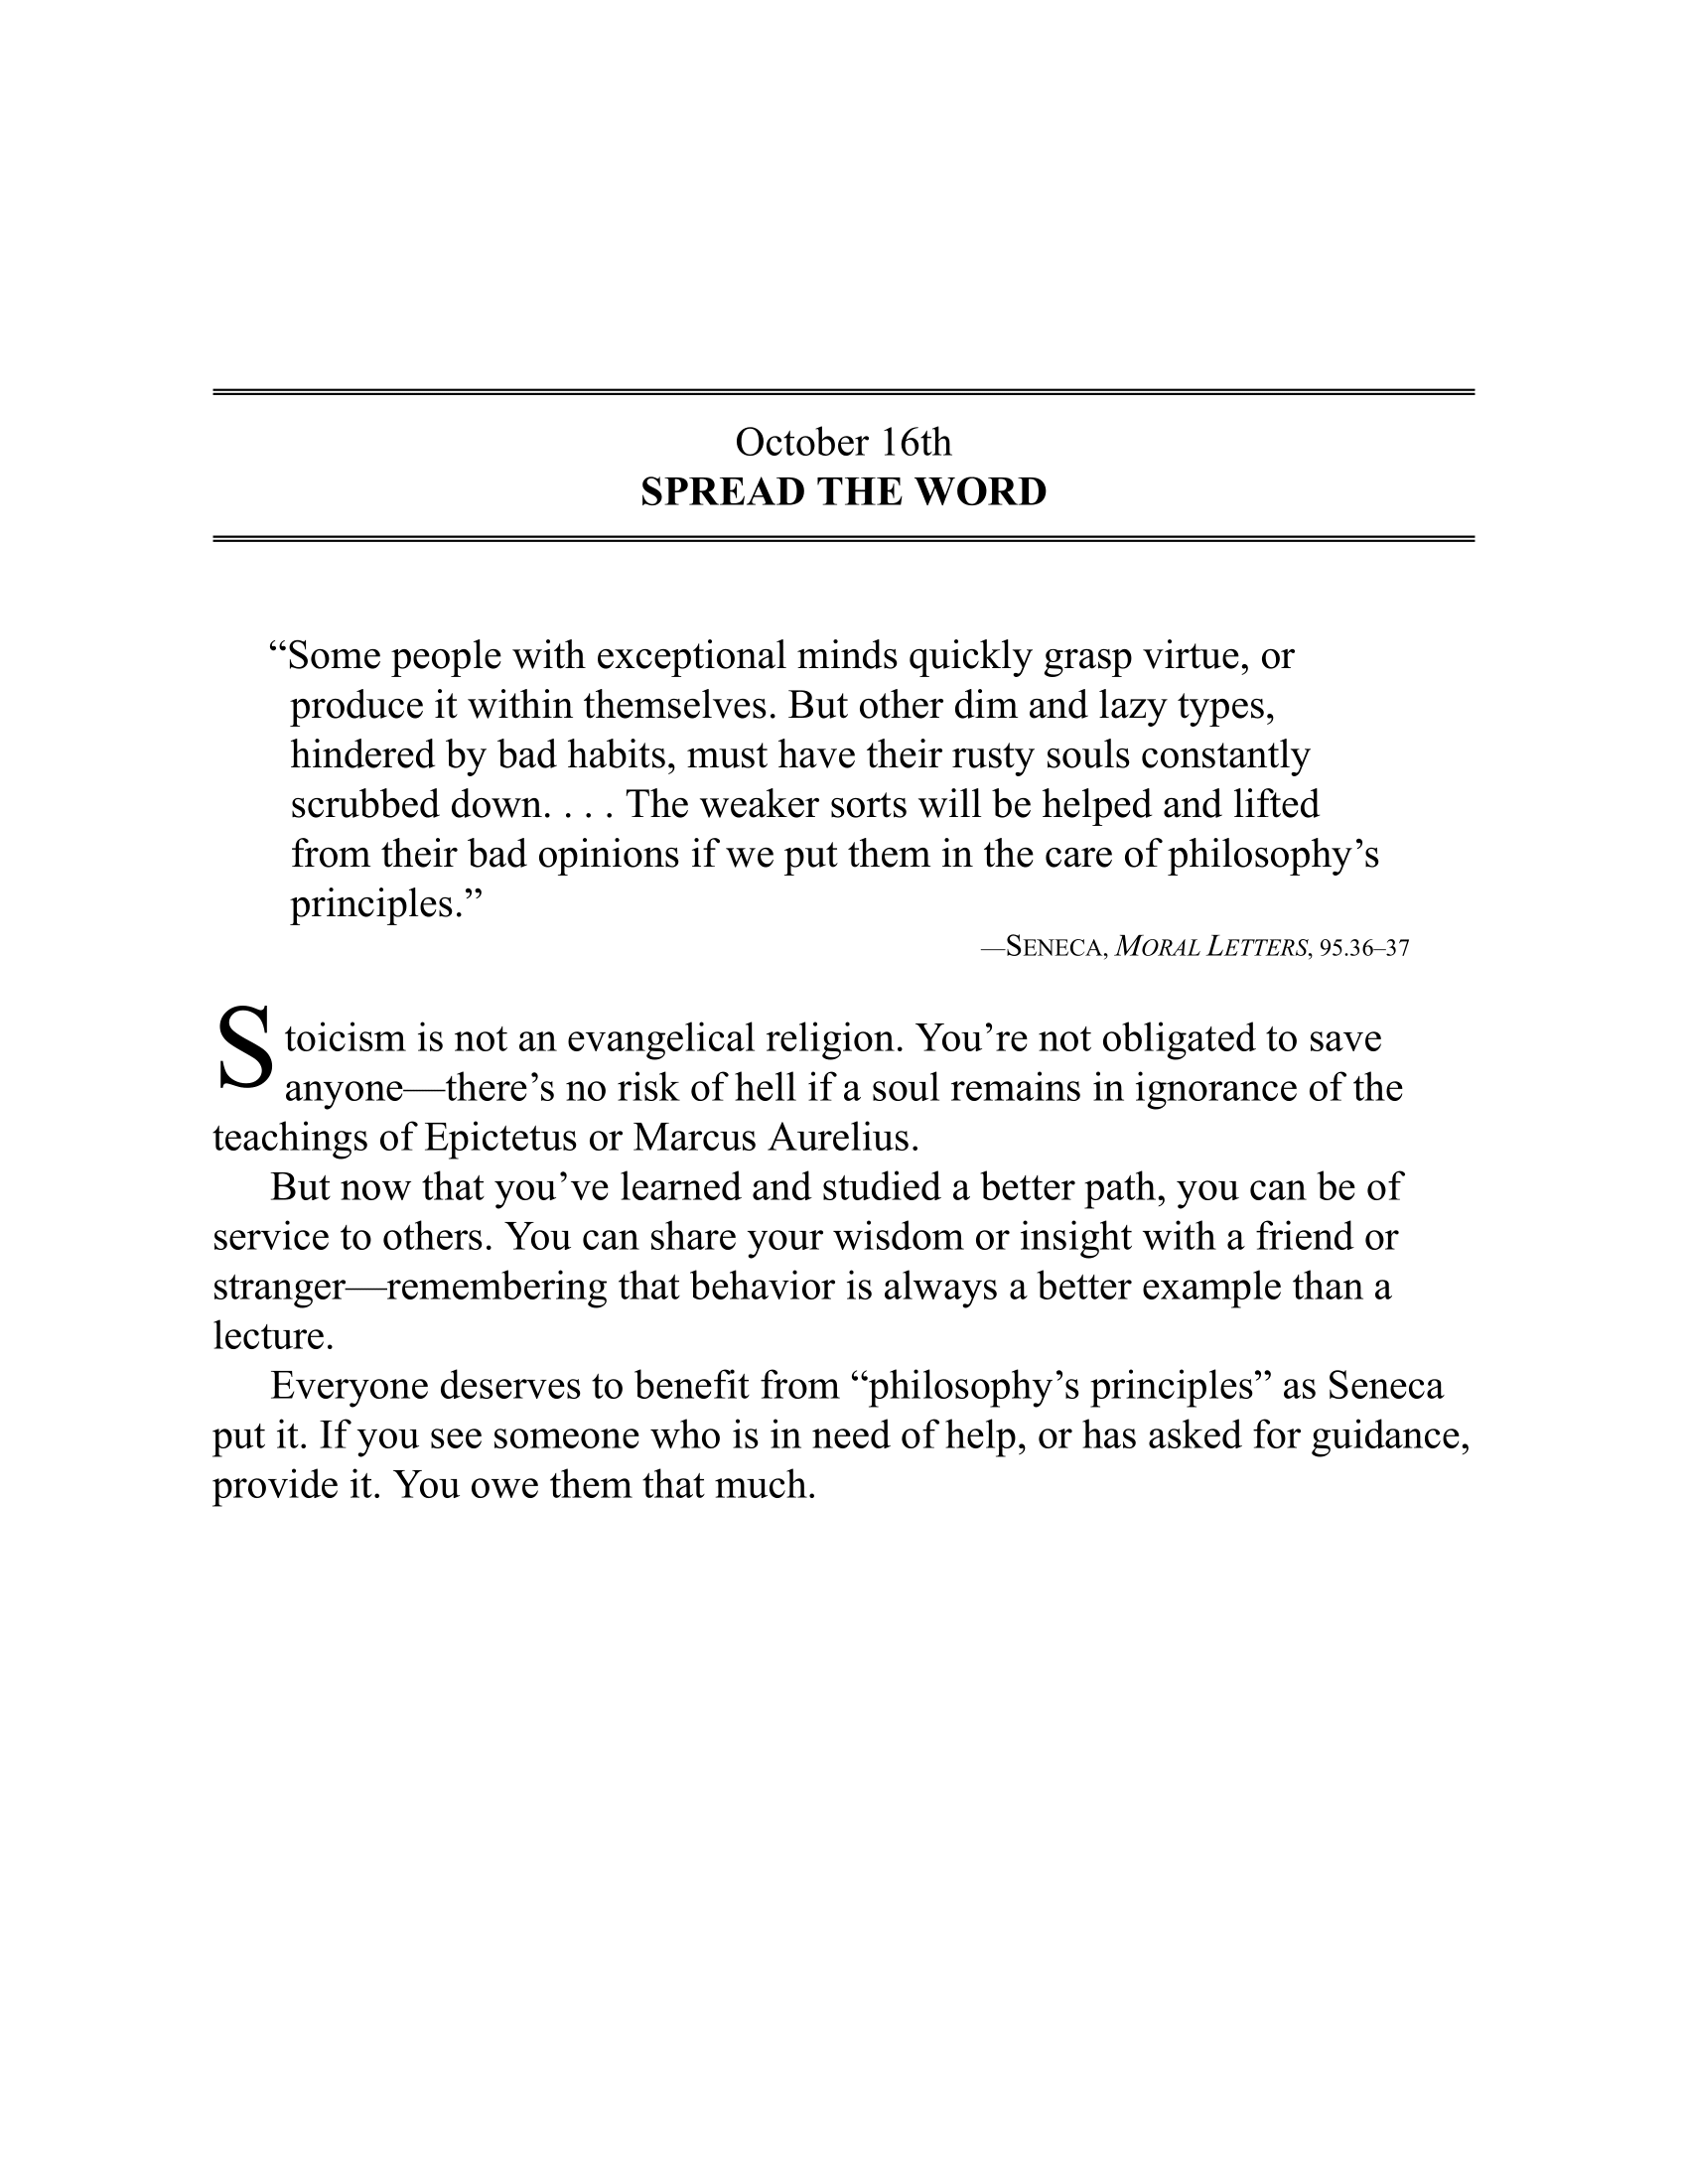 October 16th
SPREAD THE WORD
“Some people with exceptional minds quickly grasp virtue, or
produce it within themselves. But other dim and lazy types,
hindered by bad habits, must have their rusty souls constantly
scrubbed down. . . . The weaker sorts will be helped and lifted
from their bad opinions if we put them in the care of philosophy’s
principles.”
—SENECA, MORAL LETTERS, 95.36–37
Stoicism is not an evangelical religion. You’re not obligated to save
anyone—there’s no risk of hell if a soul remains in ignorance of the
teachings of Epictetus or Marcus Aurelius.
But now that you’ve learned and studied a better path, you can be of
service to others. You can share your wisdom or insight with a friend or
stranger—remembering that behavior is always a better example than a
lecture.
Everyone deserves to benefit from “philosophy’s principles” as Seneca
put it. If you see someone who is in need of help, or has asked for guidance,
provide it. You owe them that much.